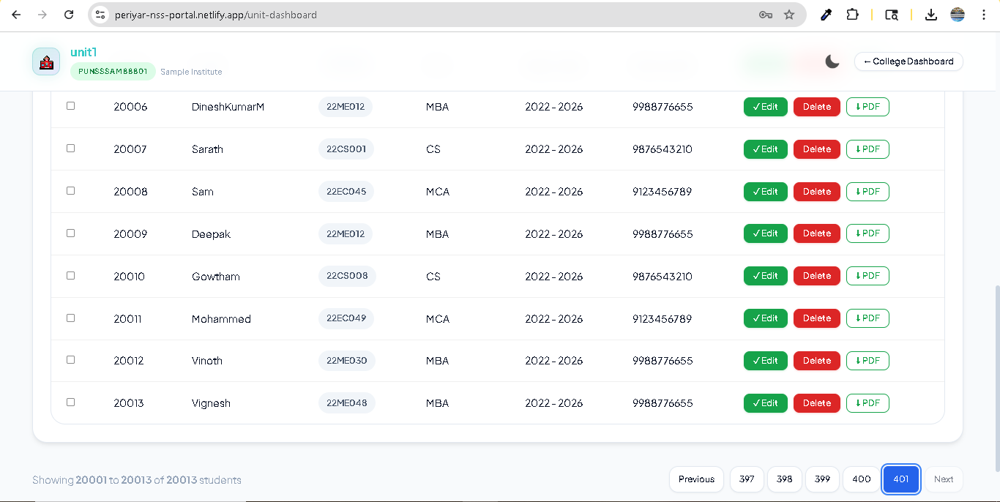 periyar-nss-portal.netlify.app/unit-dashboard
unit1
PUNSSSAM88801 Sample Institute
← College Dashboard
20006 DineshKumarM 22ME012 MBA 2022 - 2026 9988776655 ✓ Edit Delete ↓ PDF
20007 Sarath 22CS001 CS 2022 - 2026 9876543210 ✓ Edit Delete ↓ PDF
20008 Sam 22EC045 MCA 2022 - 2026 9123456789 ✓ Edit Delete ↓ PDF
20009 Deepak 22ME012 MBA 2022 - 2026 9988776655 ✓ Edit Delete ↓ PDF
20010 Gowtham 22CS008 CS 2022 - 2026 9876543210 ✓ Edit Delete ↓ PDF
20011 Mohammed 22EC049 MCA 2022 - 2026 9123456789 ✓ Edit Delete ↓ PDF
20012 Vinoth 22ME030 MBA 2022 - 2026 9988776655 ✓ Edit Delete ↓ PDF
20013 Vignesh 22ME048 MBA 2022 - 2026 9988776655 ✓ Edit Delete ↓ PDF
Showing 20001 to 20013 of 20013 students
Previous 397 398 399 400 401 Next